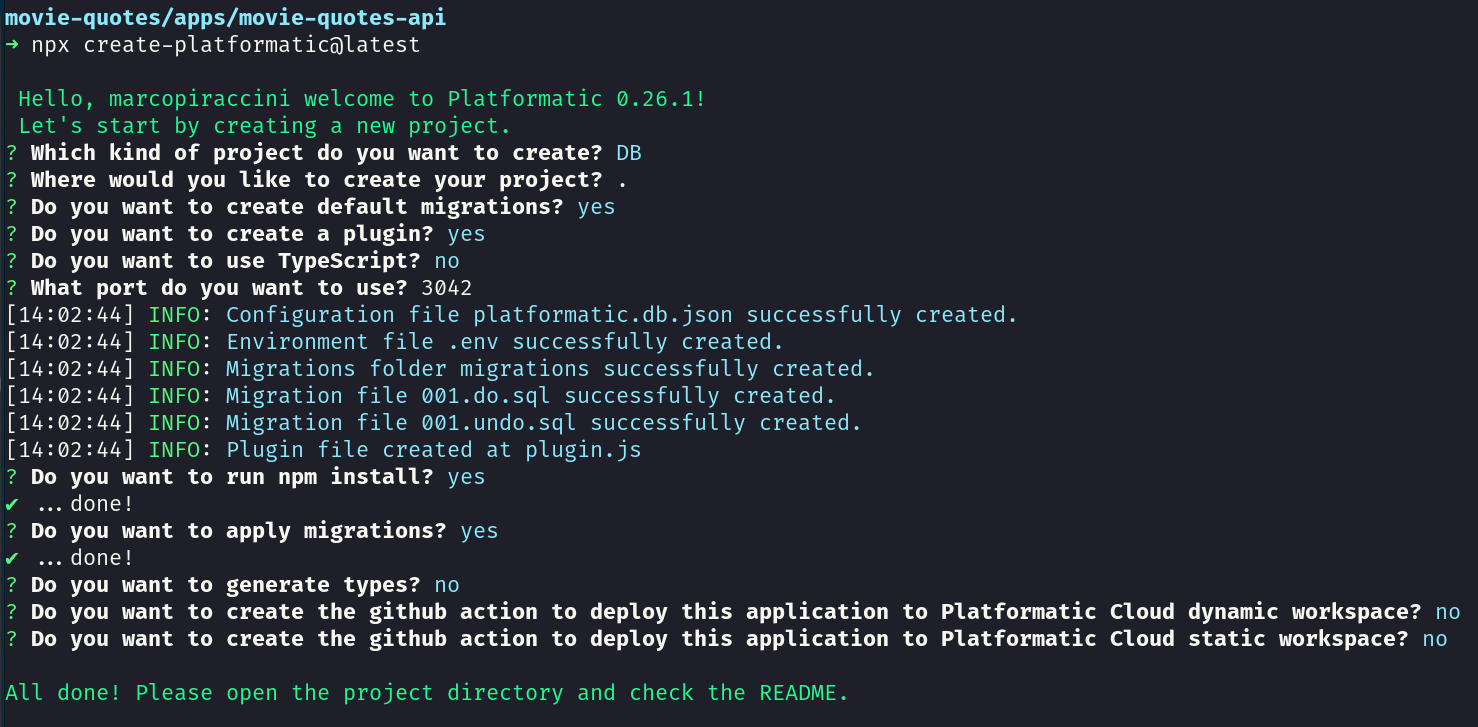 movie-quotes/apps/movie-quotes-api
➜ npx create-platformatic@latest
Hello, marcopiraccini welcome to Platformatic 0.26.1!
Let's start by creating a new project.
? Which kind of project do you want to create? DB
? Where would you like to create your project? .
? Do you want to create default migrations? yes
? Do you want to create a plugin? yes
? Do you want to use TypeScript? no
? What port do you want to use? 3042
[14:02:44] INFO: Configuration file platformatic.db.json successfully created.
[14:02:44] INFO: Environment file .env successfully created.
[14:02:44] INFO: Migrations folder migrations successfully created.
[14:02:44] INFO: Migration file 001.do.sql successfully created.
[14:02:44] INFO: Migration file 001.undo.sql successfully created.
[14:02:44] INFO: Plugin file created at plugin.js
? Do you want to run npm install? yes
✔ ...done!
? Do you want to apply migrations? yes
✔ ...done!
? Do you want to generate types? no
? Do you want to create the github action to deploy this application to Platformatic Cloud dynamic workspace? no
? Do you want to create the github action to deploy this application to Platformatic Cloud static workspace? no
All done! Please open the project directory and check the README.